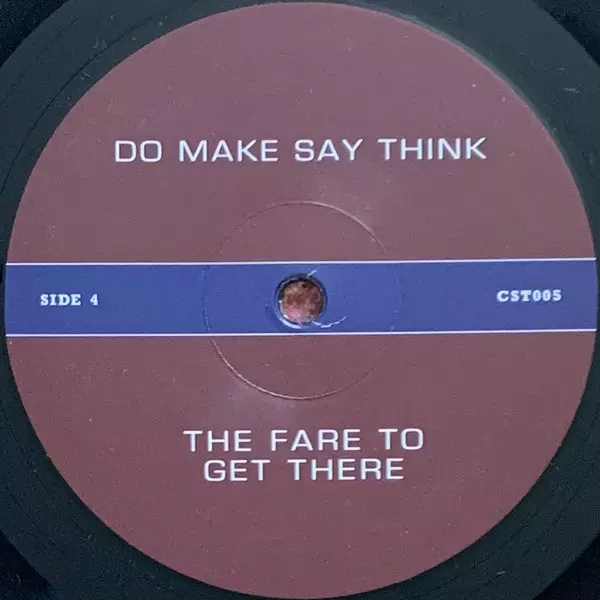 DO MAKE SAY THINK
SIDE 4
CST005
THE FARE TO
GET THERE